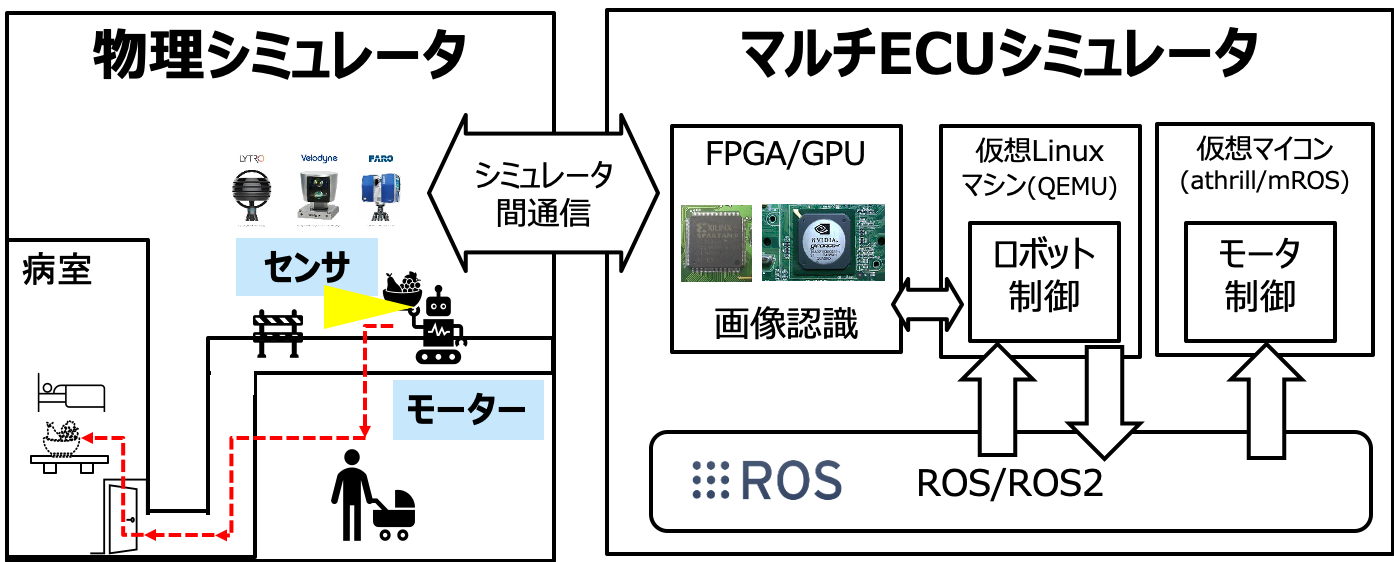 物理シミュレータ
LYTRO
Velodyne
FARO
センサ
病室
モーター
シミュレータ
間通信
マルチECUシミュレータ
FPGA/GPU
XILINX
SPARTAN
NVIDIA
GEFORCE
画像認識
仮想Linux
マシン(QEMU)
ロボット
制御
仮想マイコン
(athrill/mROS)
モータ
制御
ROS
ROS/ROS2